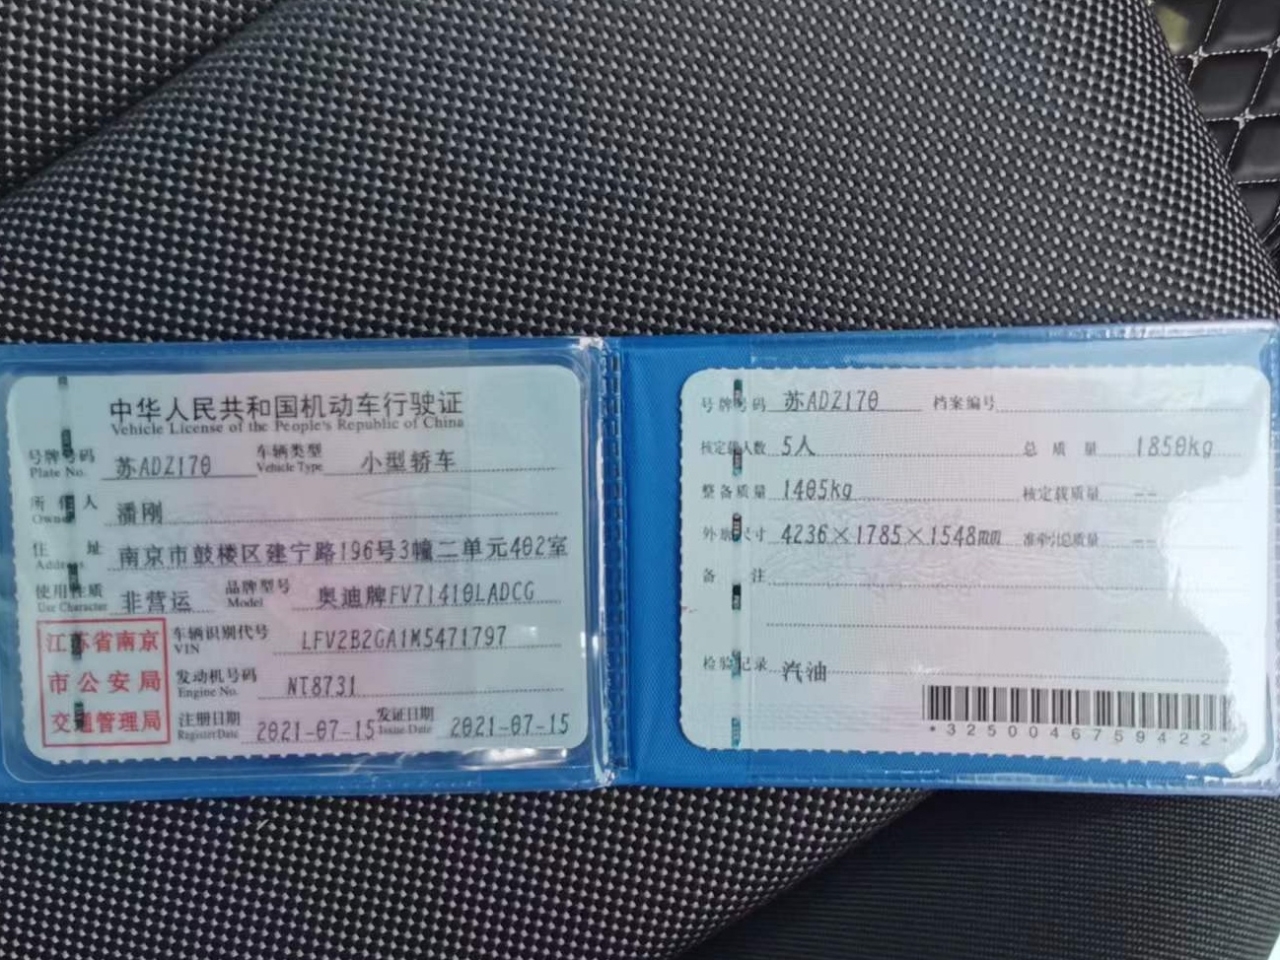 中华人民共和国机动车行驶证
Vehicle License of the People's Republic of China
号牌号码 苏ADZ170 车辆类型 小型轿车
Plate No. Vehicle Type
所有人 潘刚
Owner
住址 南京市鼓楼区建宁路196号3幢二单元402室
Address
使用性质 非营运 品牌型号 奥迪牌FV71410LADCG
Use Character Model
江苏省南京市公安局交通管理局
车辆识别代号 LFV2B2GA1M5471797
VIN
发动机号码 NT8731
Engine No.
注册日期 2021-07-15 发证日期 2021-07-15
Register Date Issue Date
号牌号码 苏ADZ170 档案编号
核定载人数 5人 总质量 1850kg
整备质量 1405kg 核定载质量 --
外廓尺寸 4236×1785×1548mm 准牵引总质量 --
备注
检验记录 汽油
*3250046759422*